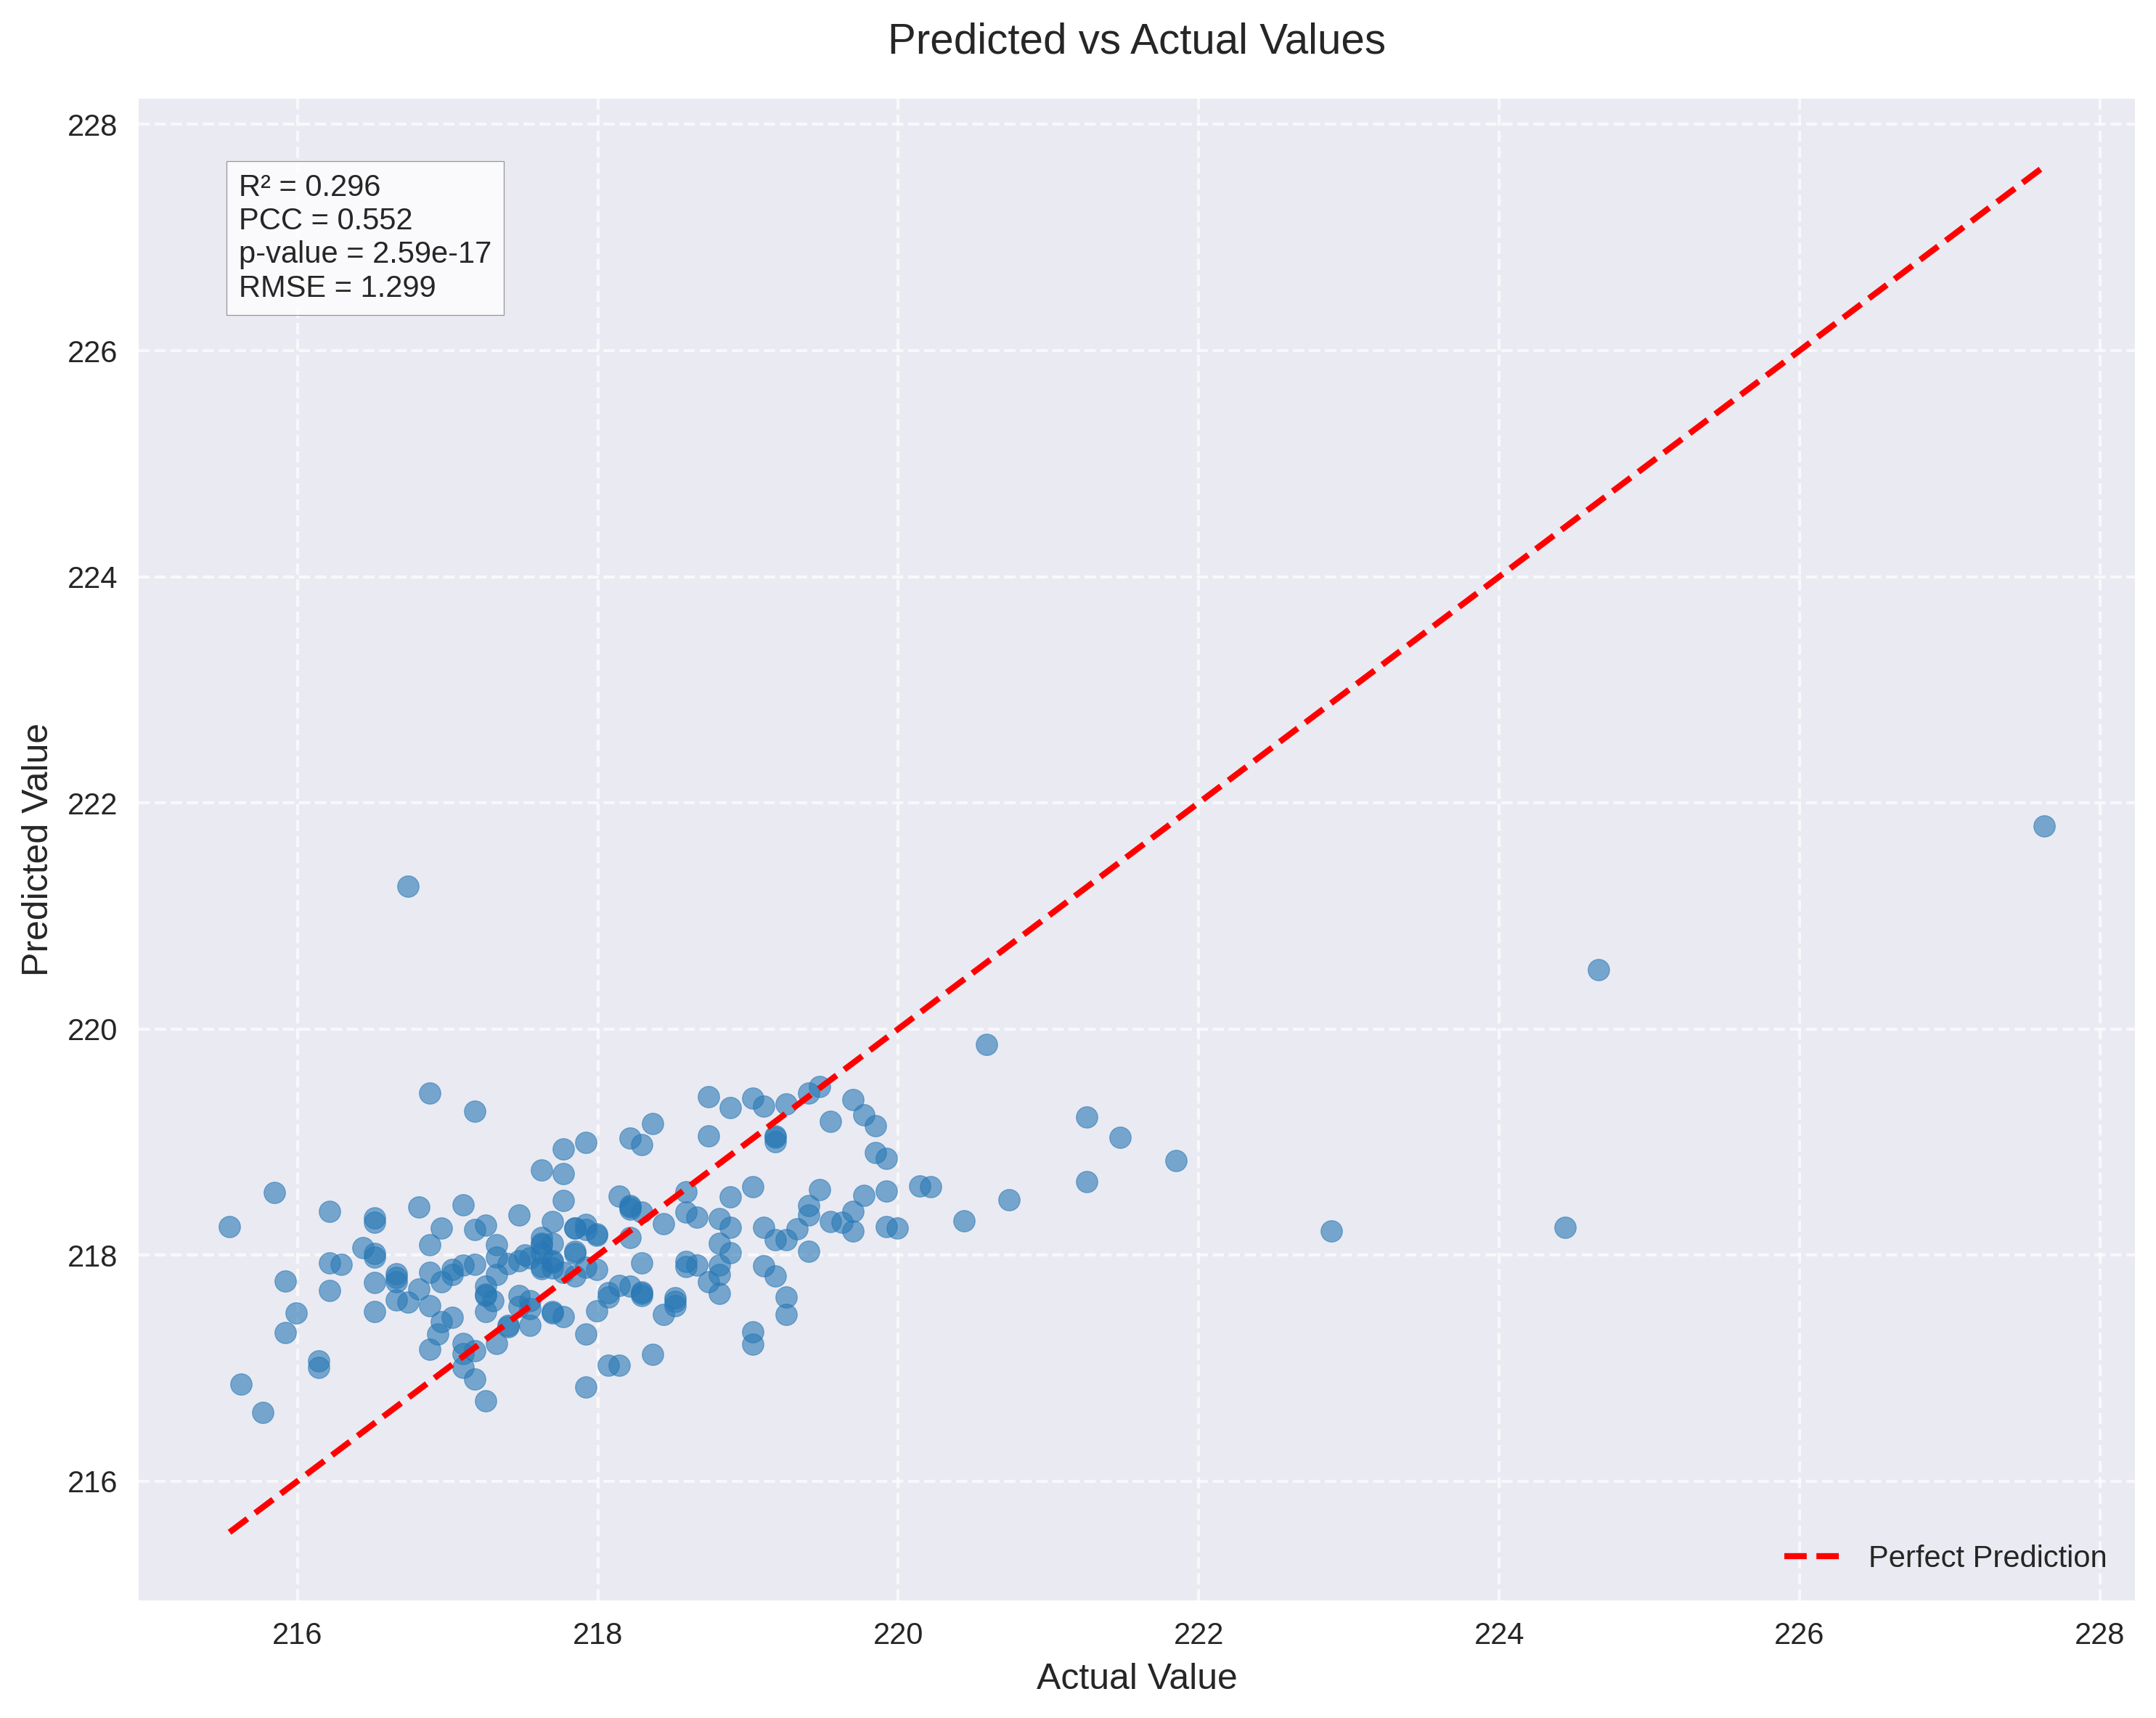 Predicted vs Actual Values
R² = 0.296
PCC = 0.552
p-value = 2.59e-17
RMSE = 1.299
228
226
224
222
220
218
216
Predicted Value
Perfect Prediction
216 218 220 222 224 226 228
Actual Value